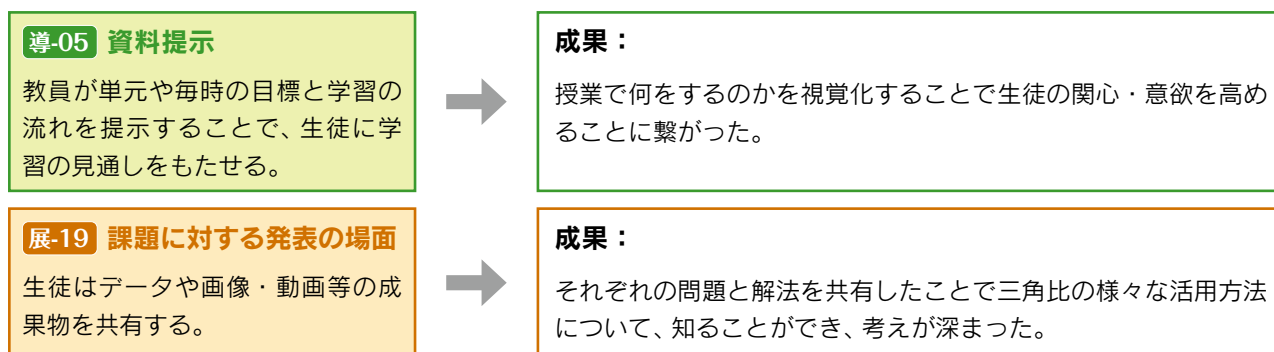 導-05 資料提示
教員が単元や毎時の目標と学習の
流れを提示することで、生徒に学
習の見通しをもたせる。
成果：
授業で何をするのかを視覚化することで生徒の関心・意欲を高め
ることに繋がった。
展-19 課題に対する発表の場面
生徒はデータや画像・動画等の成
果物を共有する。
成果：
それぞれの問題と解法を共有したことで三角比の様々な活用方法
について、知ることができ、考えが深まった。